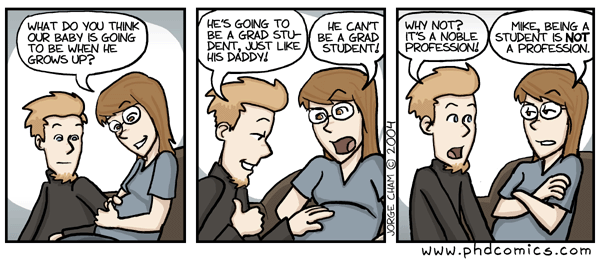 WHAT DO YOU THINK
OUR BABY IS GOING
TO BE WHEN HE
GROWS UP?
HE'S GOING TO
BE A GRAD STU-
DENT, JUST LIKE
HIS DADDY!
HE CAN'T
BE A GRAD
STUDENT!
JORGE CHAM © 2004
WHY NOT?
IT'S A NOBLE
PROFESSION!
MIKE, BEING A
STUDENT IS NOT
A PROFESSION.
www.phdcomics.com